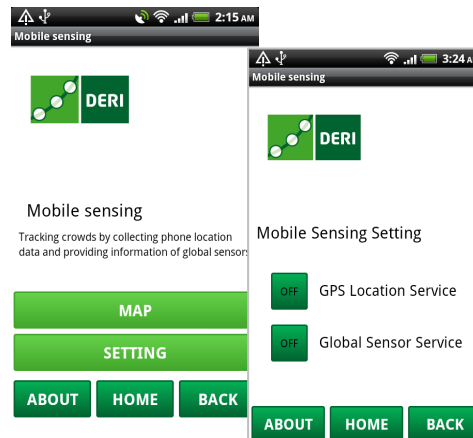 2:15 AM
Mobile sensing
DERI
Mobile sensing
Tracking crowds by collecting phone location
data and providing information of global sensors
MAP
SETTING
ABOUT HOME BACK
3:24 A
Mobile sensing
DERI
Mobile Sensing Setting
OFF GPS Location Service
OFF Global Sensor Service
ABOUT HOME BACK